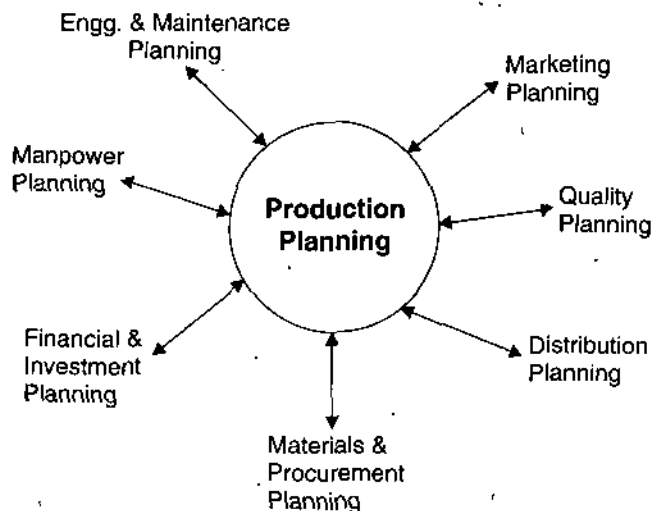 Engg. & Maintenance
Planning
Marketing
Planning
Manpower
Planning
Production
Planning
Quality
Planning
Financial &
Investment
Planning
Distribution
Planning
Materials &
Procurement
Planning